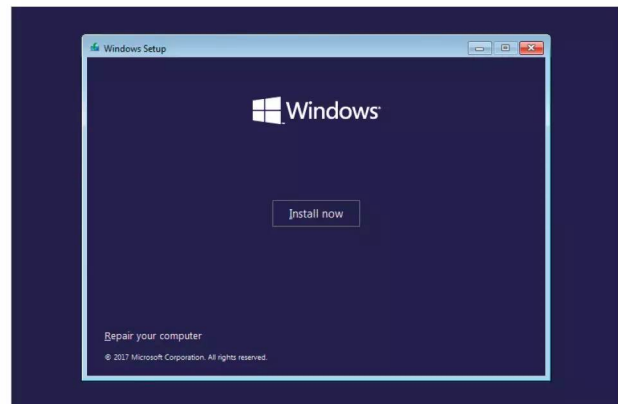 Windows Setup
Windows
Install now
Repair your computer
© 2017 Microsoft Corporation. All rights reserved.